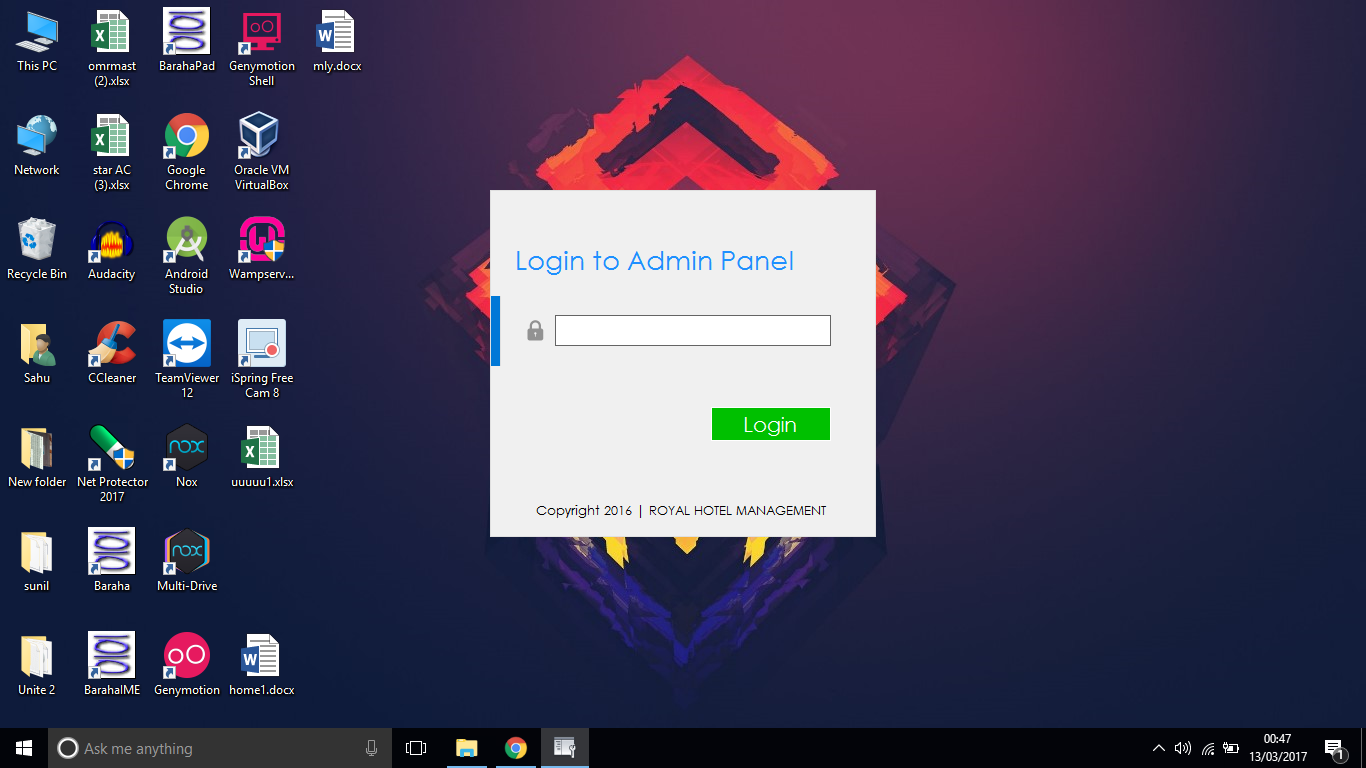 This PC
omrmast
(2).xlsx
BarahaPad
Genymotion
Shell
mly.docx
Network
star AC
(3).xlsx
Google
Chrome
Oracle VM
VirtualBox
Recycle Bin
Audacity
Android
Studio
Wampserv...
Sahu
CCleaner
TeamViewer
12
iSpring Free
Cam 8
New folder
Net Protector
2017
nox
Nox
uuuuu1.xlsx
sunil
Baraha
nox
Multi-Drive
Unite 2
BarahaIME
Genymotion
home1.docx
Login to Admin Panel
Login
Copyright 2016 | ROYAL HOTEL MANAGEMENT
Ask me anything
00:47
13/03/2017
1